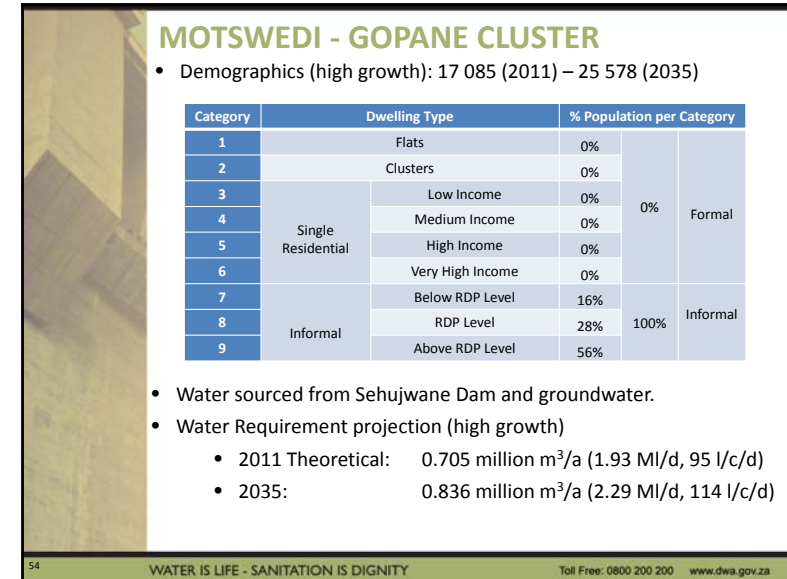 MOTSWEDI - GOPANE CLUSTER
• Demographics (high growth): 17 085 (2011) – 25 578 (2035)
Category Dwelling Type % Population per Category
1 Flats 0%
2 Clusters 0%
3 Single Residential Low Income 0% 0% Formal
4 Medium Income 0%
5 High Income 0%
6 Very High Income 0%
7 Informal Below RDP Level 16% 100% Informal
8 RDP Level 28%
9 Above RDP Level 56%
• Water sourced from Sehujwane Dam and groundwater.
• Water Requirement projection (high growth)
• 2011 Theoretical: 0.705 million m³/a (1.93 Ml/d, 95 l/c/d)
• 2035: 0.836 million m³/a (2.29 Ml/d, 114 l/c/d)
54 WATER IS LIFE - SANITATION IS DIGNITY Toll Free: 0800 200 200 www.dwa.gov.za